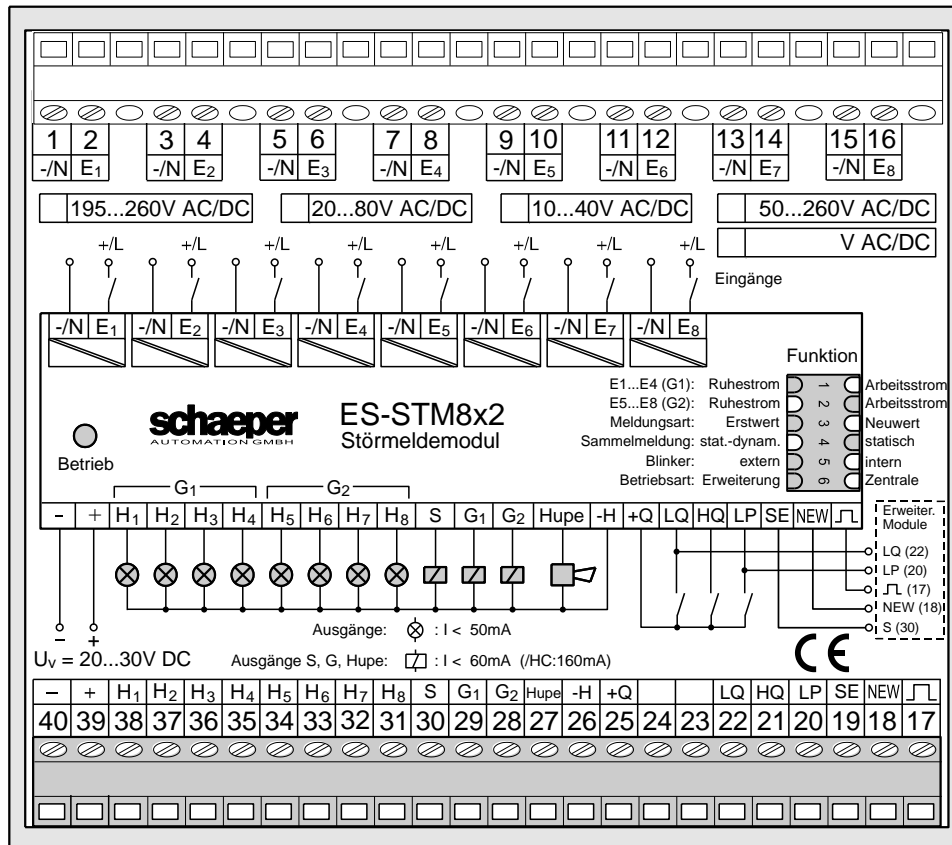 1 2 3 4 5 6 7 8 9 10 11 12 13 14 15 16
-/N E1 -/N E2 -/N E3 -/N E4 -/N E5 -/N E6 -/N E7 -/N E8
195...260V AC/DC 20...80V AC/DC 10...40V AC/DC 50...260V AC/DC
V AC/DC
+/L +/L +/L +/L +/L +/L +/L +/L
Eingänge
-/N E1 -/N E2 -/N E3 -/N E4 -/N E5 -/N E6 -/N E7 -/N E8
Funktion
schaeper
AUTOMATION GMBH
ES-STM8x2
Störmeldemodul
Betrieb
E1...E4 (G1): Ruhestrom 1 Arbeitsstrom
E5...E8 (G2): Ruhestrom 2 Arbeitsstrom
Meldungsart: Erstwert 3 Neuwert
Sammelmeldung: stat.-dynam. 4 statisch
Blinker: extern 5 intern
Betriebsart: Erweiterung 6 Zentrale
G1 G2
- + H1 H2 H3 H4 H5 H6 H7 H8 S G1 G2 Hupe -H +Q LQ HQ LP SE NEW
Erweiter.
Module
LQ (22)
LP (20)
(17)
NEW (18)
S (30)
- +
Uv = 20...30V DC
Ausgänge: : I < 50mA
Ausgänge S, G, Hupe: : I < 60mA (/HC:160mA)
CE
- + H1 H2 H3 H4 H5 H6 H7 H8 S G1 G2 Hupe -H +Q LQ HQ LP SE NEW
40 39 38 37 36 35 34 33 32 31 30 29 28 27 26 25 24 23 22 21 20 19 18 17